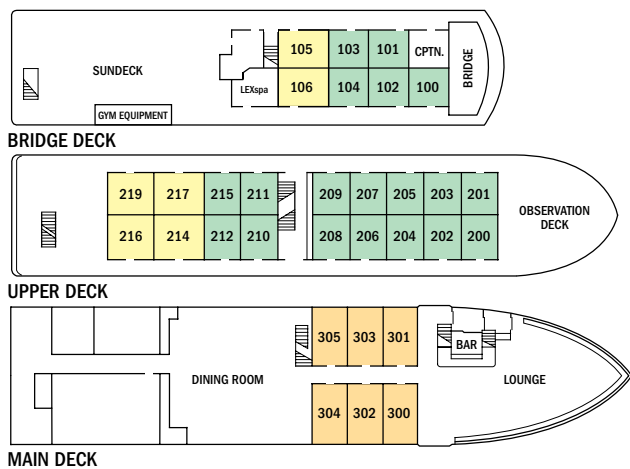 105 103 101 CPTN.
SUNDECK
BRIDGE
LEXspa 106 104 102 100
GYM EQUIPMENT
BRIDGE DECK
219 217 215 211 209 207 205 203 201
OBSERVATION
DECK
216 214 212 210 208 206 204 202 200
UPPER DECK
305 303 301
BAR
DINING ROOM
LOUNGE
304 302 300
MAIN DECK